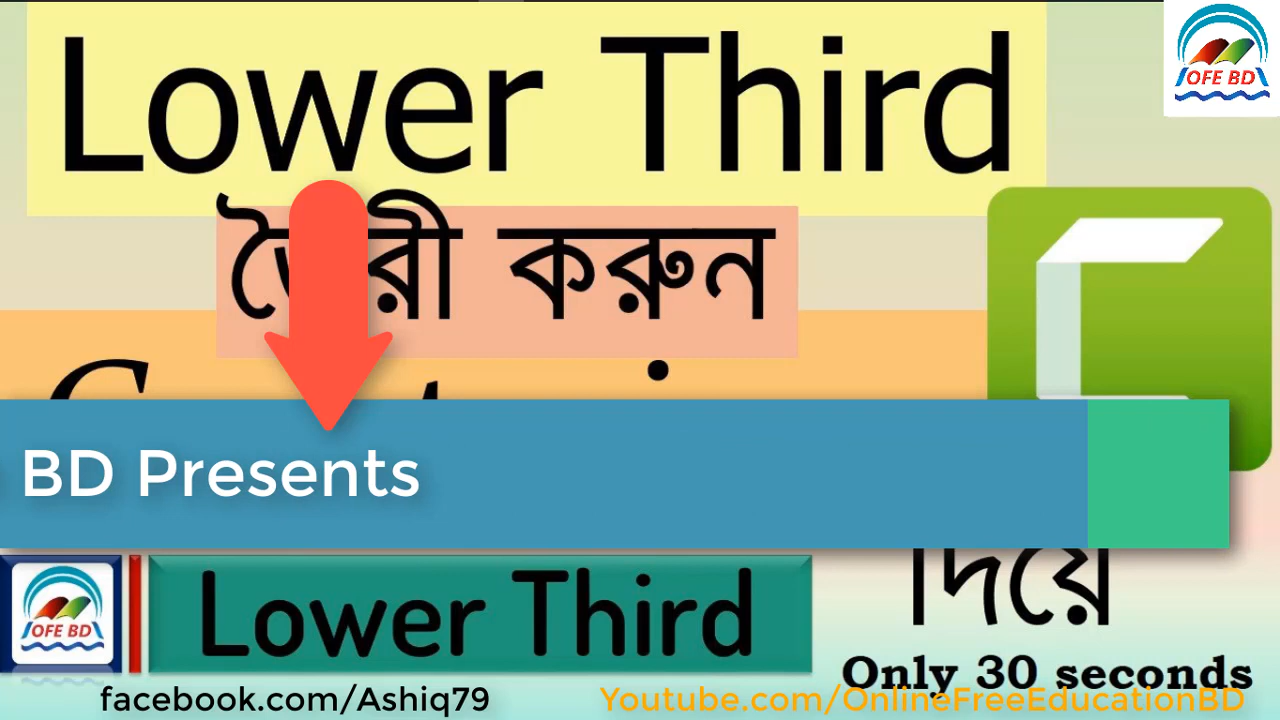 Lower Third
OFE BD
তৈরী করুন
BD Presents
দিয়ে
OFE BD
Lower Third
Only 30 seconds
facebook.com/Ashiq79
Youtube.com/OnlineFreeEducationBD